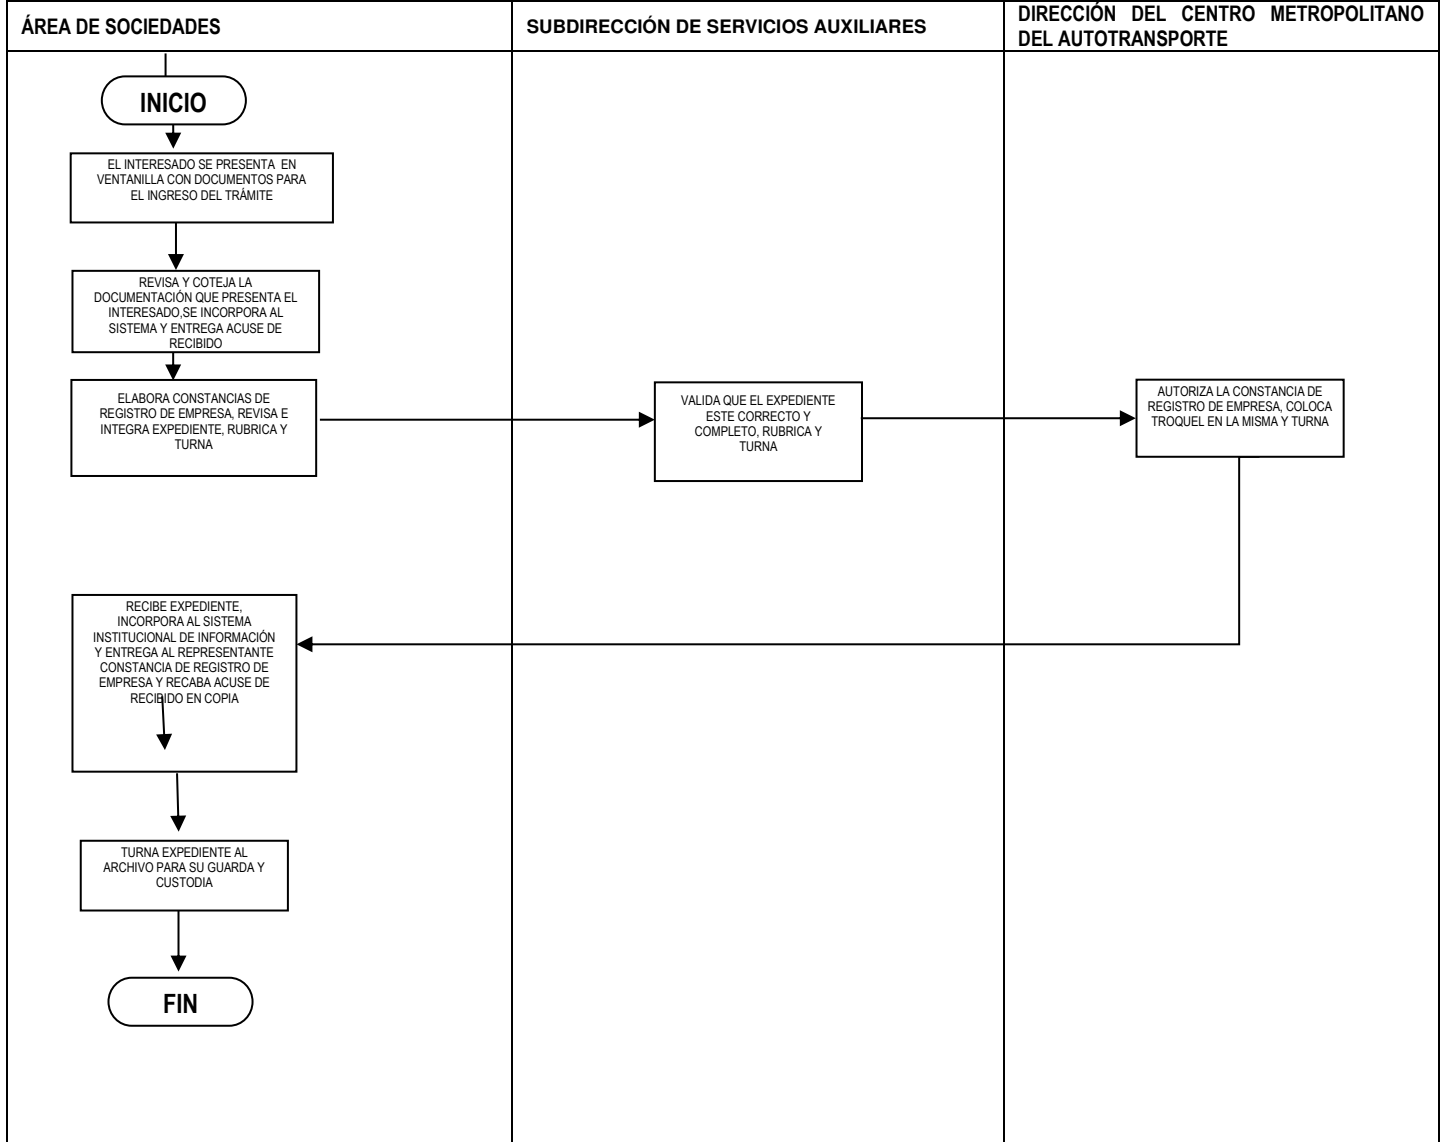 ÁREA DE SOCIEDADES
SUBDIRECCIÓN DE SERVICIOS AUXILIARES
DIRECCIÓN DEL CENTRO METROPOLITANO
DEL AUTOTRANSPORTE
INICIO
EL INTERESADO SE PRESENTA EN
VENTANILLA CON DOCUMENTOS PARA
EL INGRESO DEL TRÁMITE
REVISA Y COTEJA LA
DOCUMENTACIÓN QUE PRESENTA EL
INTERESADO,SE INCORPORA AL
SISTEMA Y ENTREGA ACUSE DE
RECIBIDO
ELABORA CONSTANCIAS DE
REGISTRO DE EMPRESA, REVISA E
INTEGRA EXPEDIENTE, RUBRICA Y
TURNA
VALIDA QUE EL EXPEDIENTE
ESTE CORRECTO Y
COMPLETO, RUBRICA Y
TURNA
AUTORIZA LA CONSTANCIA DE
REGISTRO DE EMPRESA, COLOCA
TROQUEL EN LA MISMA Y TURNA
RECIBE EXPEDIENTE,
INCORPORA AL SISTEMA
INSTITUCIONAL DE INFORMACIÓN
Y ENTREGA AL REPRESENTANTE
CONSTANCIA DE REGISTRO DE
EMPRESA Y RECABA ACUSE DE
RECIBIDO EN COPIA
TURNA EXPEDIENTE AL
ARCHIVO PARA SU GUARDA Y
CUSTODIA
FIN